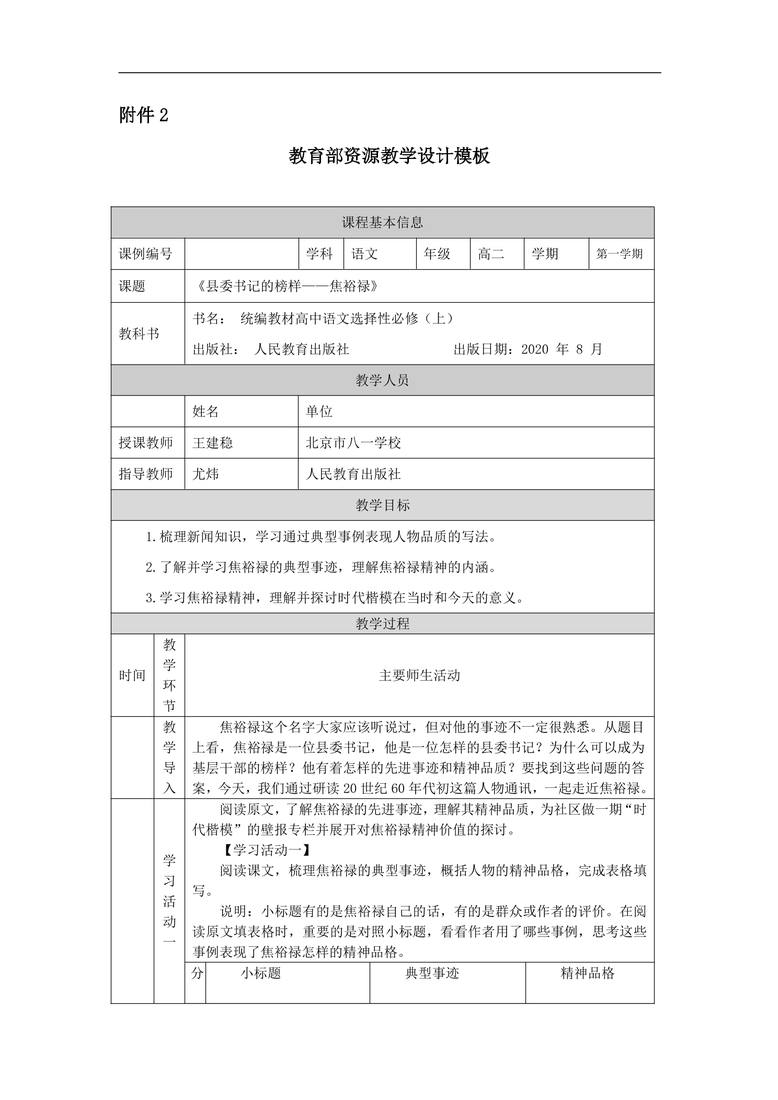 附件 2
教育部资源教学设计模板
课程基本信息
课例编号 学科 语文 年级 高二 学期 第一学期
课题 《县委书记的榜样——焦裕禄》
教科书
书名： 统编教材高中语文选择性必修（上）
出版社： 人民教育出版社 出版日期：2020 年 8 月
教学人员
姓名 单位
授课教师 王建稳 北京市八一学校
指导教师 尤炜 人民教育出版社
教学目标
1.梳理新闻知识，学习通过典型事例表现人物品质的写法。
2.了解并学习焦裕禄的典型事迹，理解焦裕禄精神的内涵。
3.学习焦裕禄精神，理解并探讨时代楷模在当时和今天的意义。
教学过程
时间
教
学
环
节
主要师生活动
教
学
导
入
焦裕禄这个名字大家应该听说过，但对他的事迹不一定很熟悉。从题目
上看，焦裕禄是一位县委书记，他是一位怎样的县委书记？为什么可以成为
基层干部的榜样？他有着怎样的先进事迹和精神品质？要找到这些问题的答
案，今天，我们通过研读 20 世纪 60 年代初这篇人物通讯，一起走近焦裕禄。
学
习
活
动
一
阅读原文，了解焦裕禄的先进事迹，理解其精神品质，为社区做一期“时
代楷模”的壁报专栏并展开对焦裕禄精神价值的探讨。
【学习活动一】
阅读课文，梳理焦裕禄的典型事迹，概括人物的精神品格，完成表格填
写。
说明：小标题有的是焦裕禄自己的话，有的是群众或作者的评价。在阅
读原文填表格时，重要的是对照小标题，看看作者用了哪些事例，思考这些
事例表现了焦裕禄怎样的精神品格。
分 小标题 典型事迹 精神品格